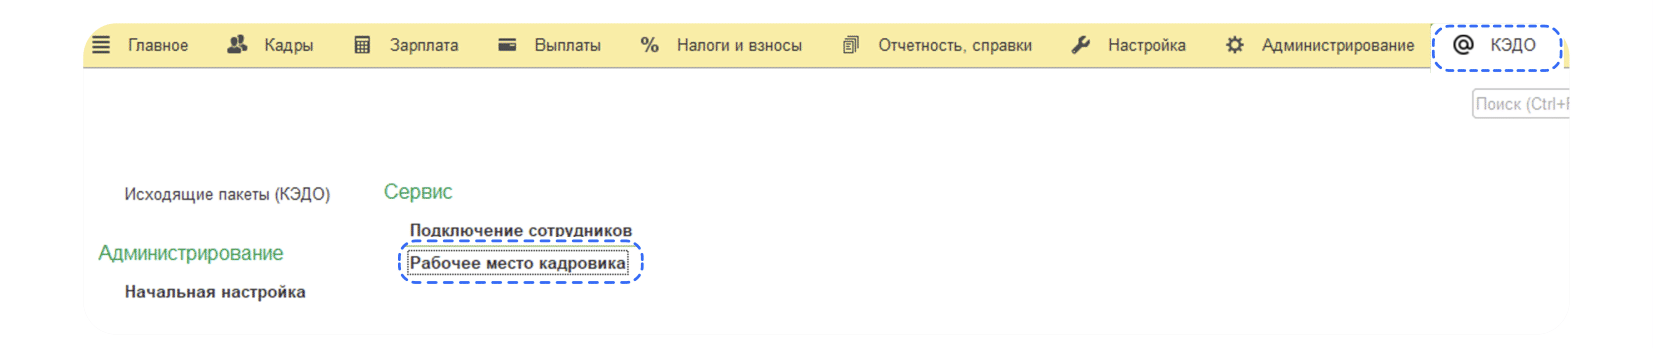 Главное Кадры Зарплата Выплаты % Налоги и взносы Отчетность, справки Настройка Администрирование @ КЭДО
Поиск (Ctrl+F
Исходящие пакеты (КЭДО)
Администрирование
Начальная настройка
Сервис
Подключение сотрудников
Рабочее место кадровика